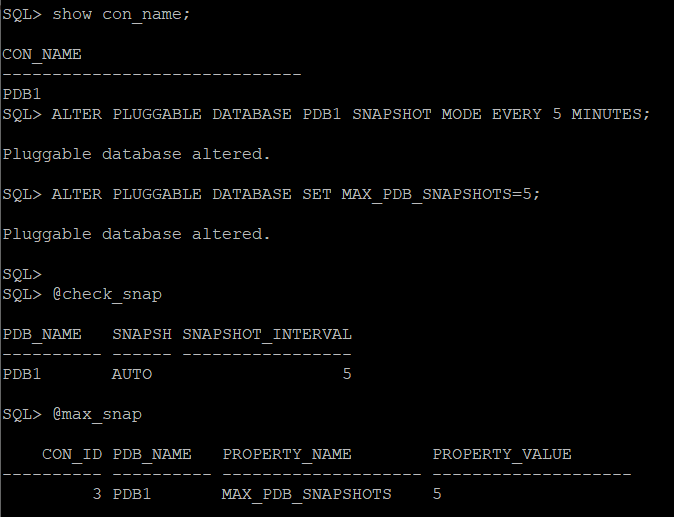 SQL> show con_name;
CON_NAME
------------------------------
PDB1
SQL> ALTER PLUGGABLE DATABASE PDB1 SNAPSHOT MODE EVERY 5 MINUTES;
Pluggable database altered.
SQL> ALTER PLUGGABLE DATABASE SET MAX_PDB_SNAPSHOTS=5;
Pluggable database altered.
SQL>
SQL> @check_snap
PDB_NAME   SNAPSH SNAPSHOT_INTERVAL
---------- ------ -----------------
PDB1       AUTO                   5
SQL> @max_snap
    CON_ID PDB_NAME   PROPERTY_NAME        PROPERTY_VALUE
---------- ---------- -------------------- --------------------
         3 PDB1       MAX_PDB_SNAPSHOTS    5